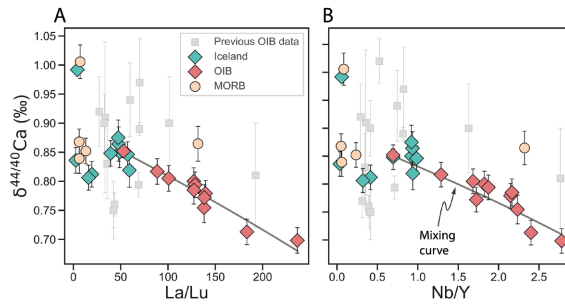 A
B
Previous OIB data
Iceland
OIB
MORB
δ44/40Ca (‰)
1.05
1.00
0.95
0.90
0.85
0.80
0.75
0.70
0 50 100 150 200
La/Lu
Mixing
curve
0.0 0.5 1.0 1.5 2.0 2.5
Nb/Y